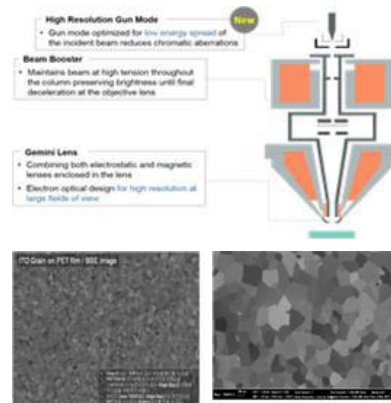 High Resolution Gun Mode
New
• Gun mode optimized for low energy spread of
the incident beam reduces chromatic aberrations
Beam Booster
• Maintains beam at high tension throughout
the column preserving brightness until final
deceleration at the objective lens
Gemini Lens
• Combining both electrostatic and magnetic
lenses enclosed in the lens
• Electron optical design for high resolution at
large fields of view
ITO Grain on PET film / BSE image